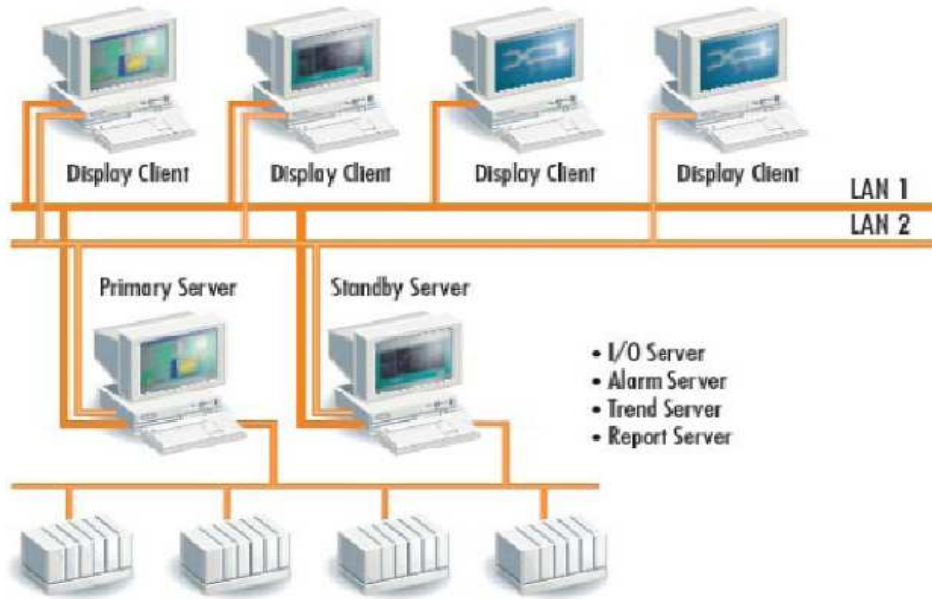 Display Client
Display Client
Display Client
Display Client
LAN 1
LAN 2
Primary Server
Standby Server
• I/O Server
• Alarm Server
• Trend Server
• Report Server